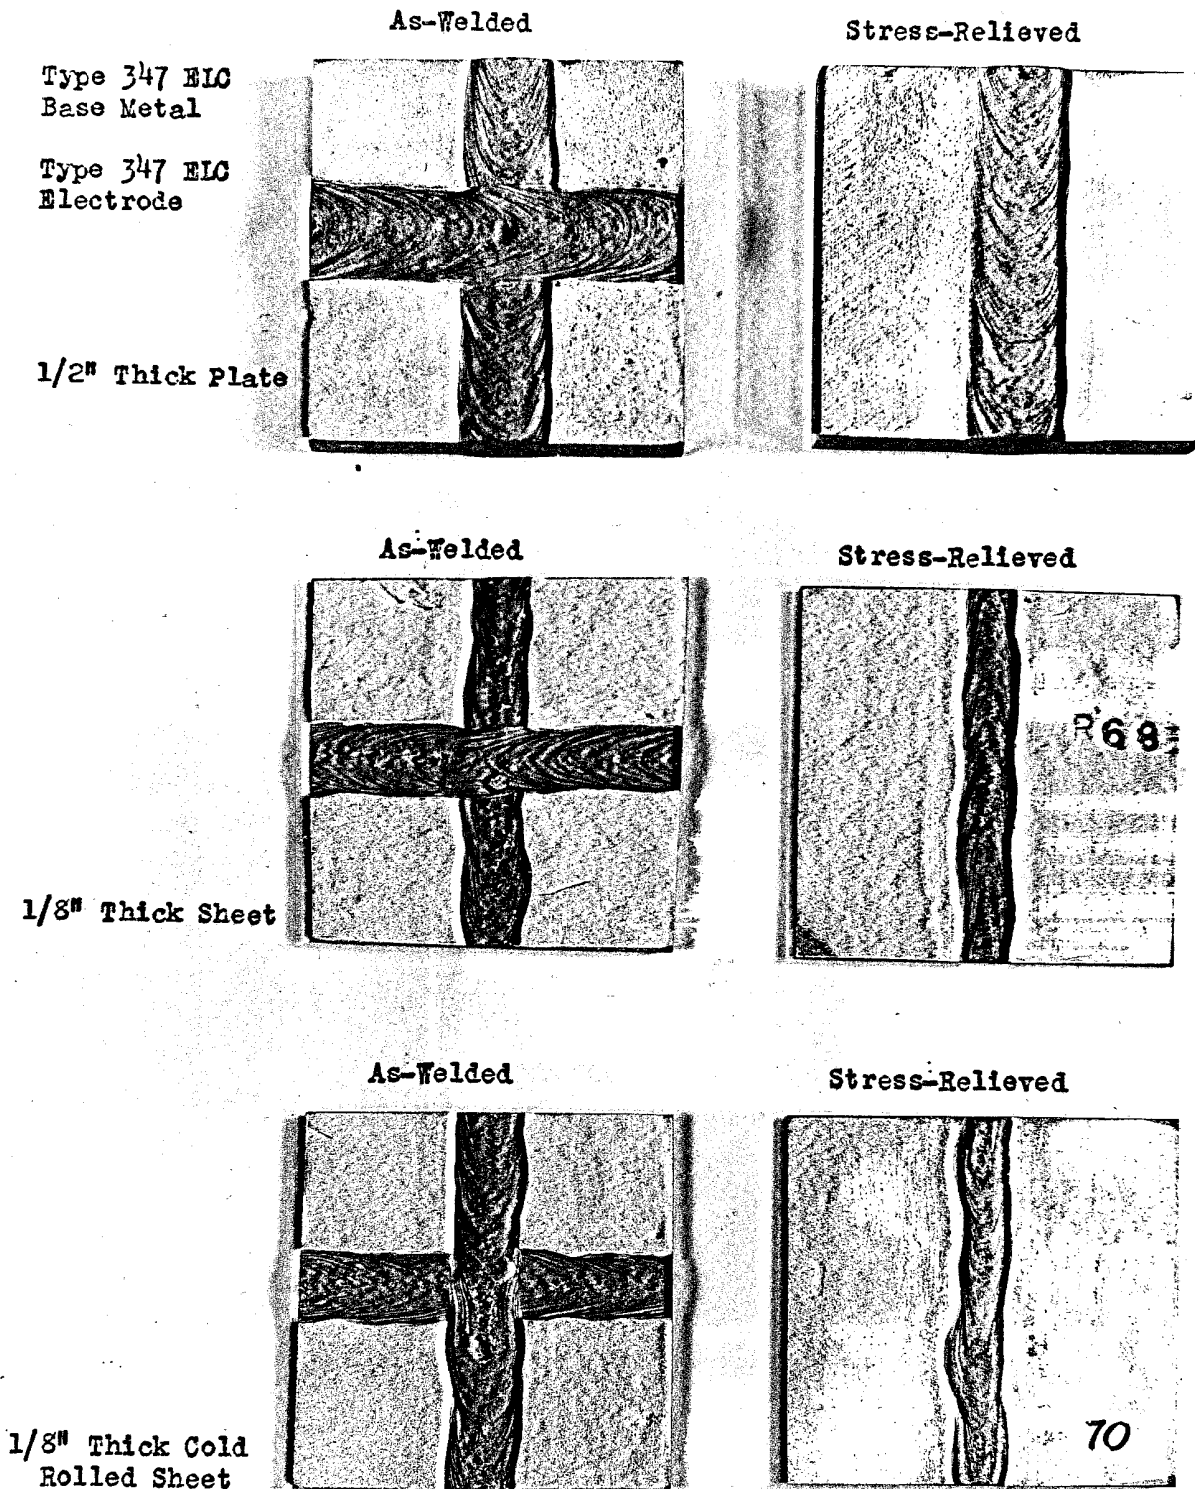 As-Welded
Stress-Relieved
Type 347 ELC
Base Metal
Type 347 ELC
Electrode
1/2" Thick Plate
As-Welded
Stress-Relieved
R68
1/8" Thick Sheet
As-Welded
Stress-Relieved
70
1/8" Thick Cold
Rolled Sheet